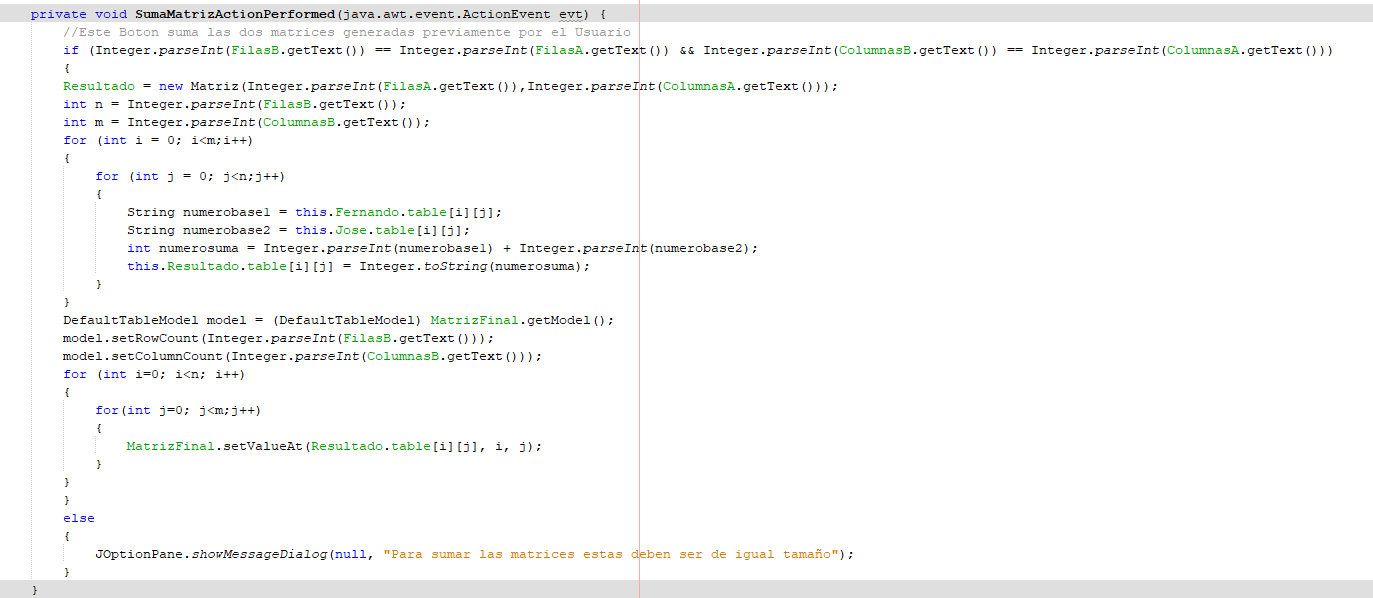 private void SumaMatrizActionPerformed(java.awt.event.ActionEvent evt) {
//Este Boton suma las dos matrices generadas previamente por el Usuario
if (Integer.parseInt(FilasB.getText()) == Integer.parseInt(FilasA.getText()) && Integer.parseInt(ColumnasB.getText()) == Integer.parseInt(ColumnasA.getText()))
{
Resultado = new Matriz(Integer.parseInt(FilasA.getText()),Integer.parseInt(ColumnasA.getText()));
int n = Integer.parseInt(FilasB.getText());
int m = Integer.parseInt(ColumnasB.getText());
for (int i = 0; i<m;i++)
{
for (int j = 0; j<n;j++)
{
String numerobase1 = this.Fernando.table[i][j];
String numerobase2 = this.Jose.table[i][j];
int numerosuma = Integer.parseInt(numerobase1) + Integer.parseInt(numerobase2);
this.Resultado.table[i][j] = Integer.toString(numerosuma);
}
}
DefaultTableModel model = (DefaultTableModel) MatrizFinal.getModel();
model.setRowCount(Integer.parseInt(FilasB.getText()));
model.setColumnCount(Integer.parseInt(ColumnasB.getText()));
for (int i=0; i<n; i++)
{
for(int j=0; j<m;j++)
{
MatrizFinal.setValueAt(Resultado.table[i][j], i, j);
}
}
}
else
{
JOptionPane.showMessageDialog(null, "Para sumar las matrices estas deben ser de igual tamaño");
}
}